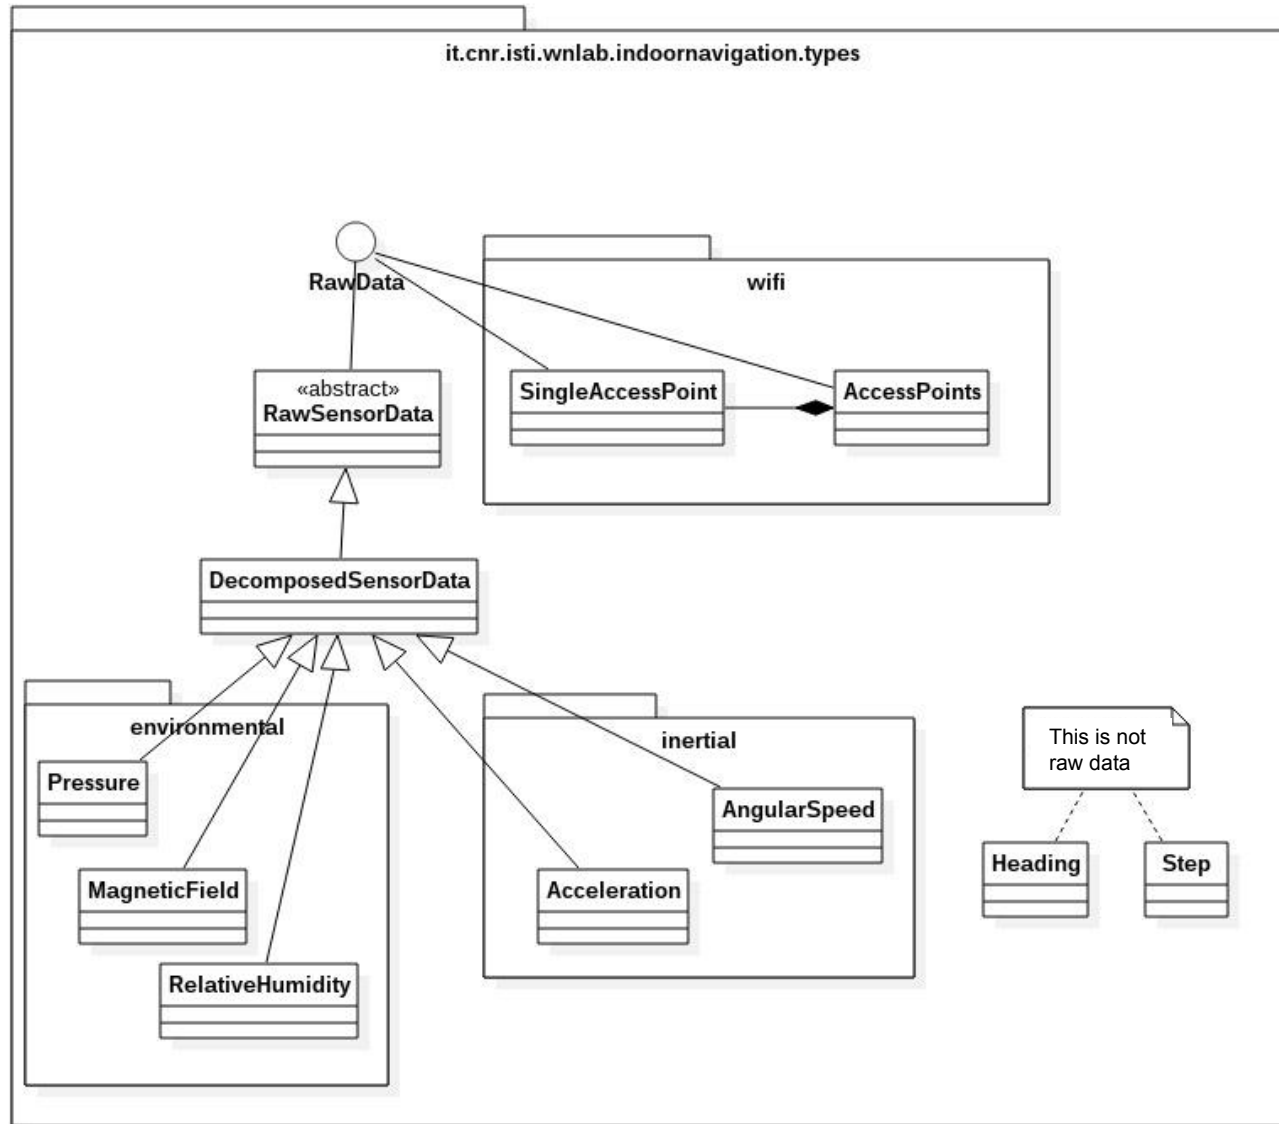 it.cnr.isti.wnlab.indoornavigation.types
RawData
wifi
«abstract»
RawSensorData
SingleAccessPoint
AccessPoints
DecomposedSensorData
environmental
inertial
This is not
raw data
Pressure
AngularSpeed
MagneticField
Acceleration
Heading
Step
RelativeHumidity